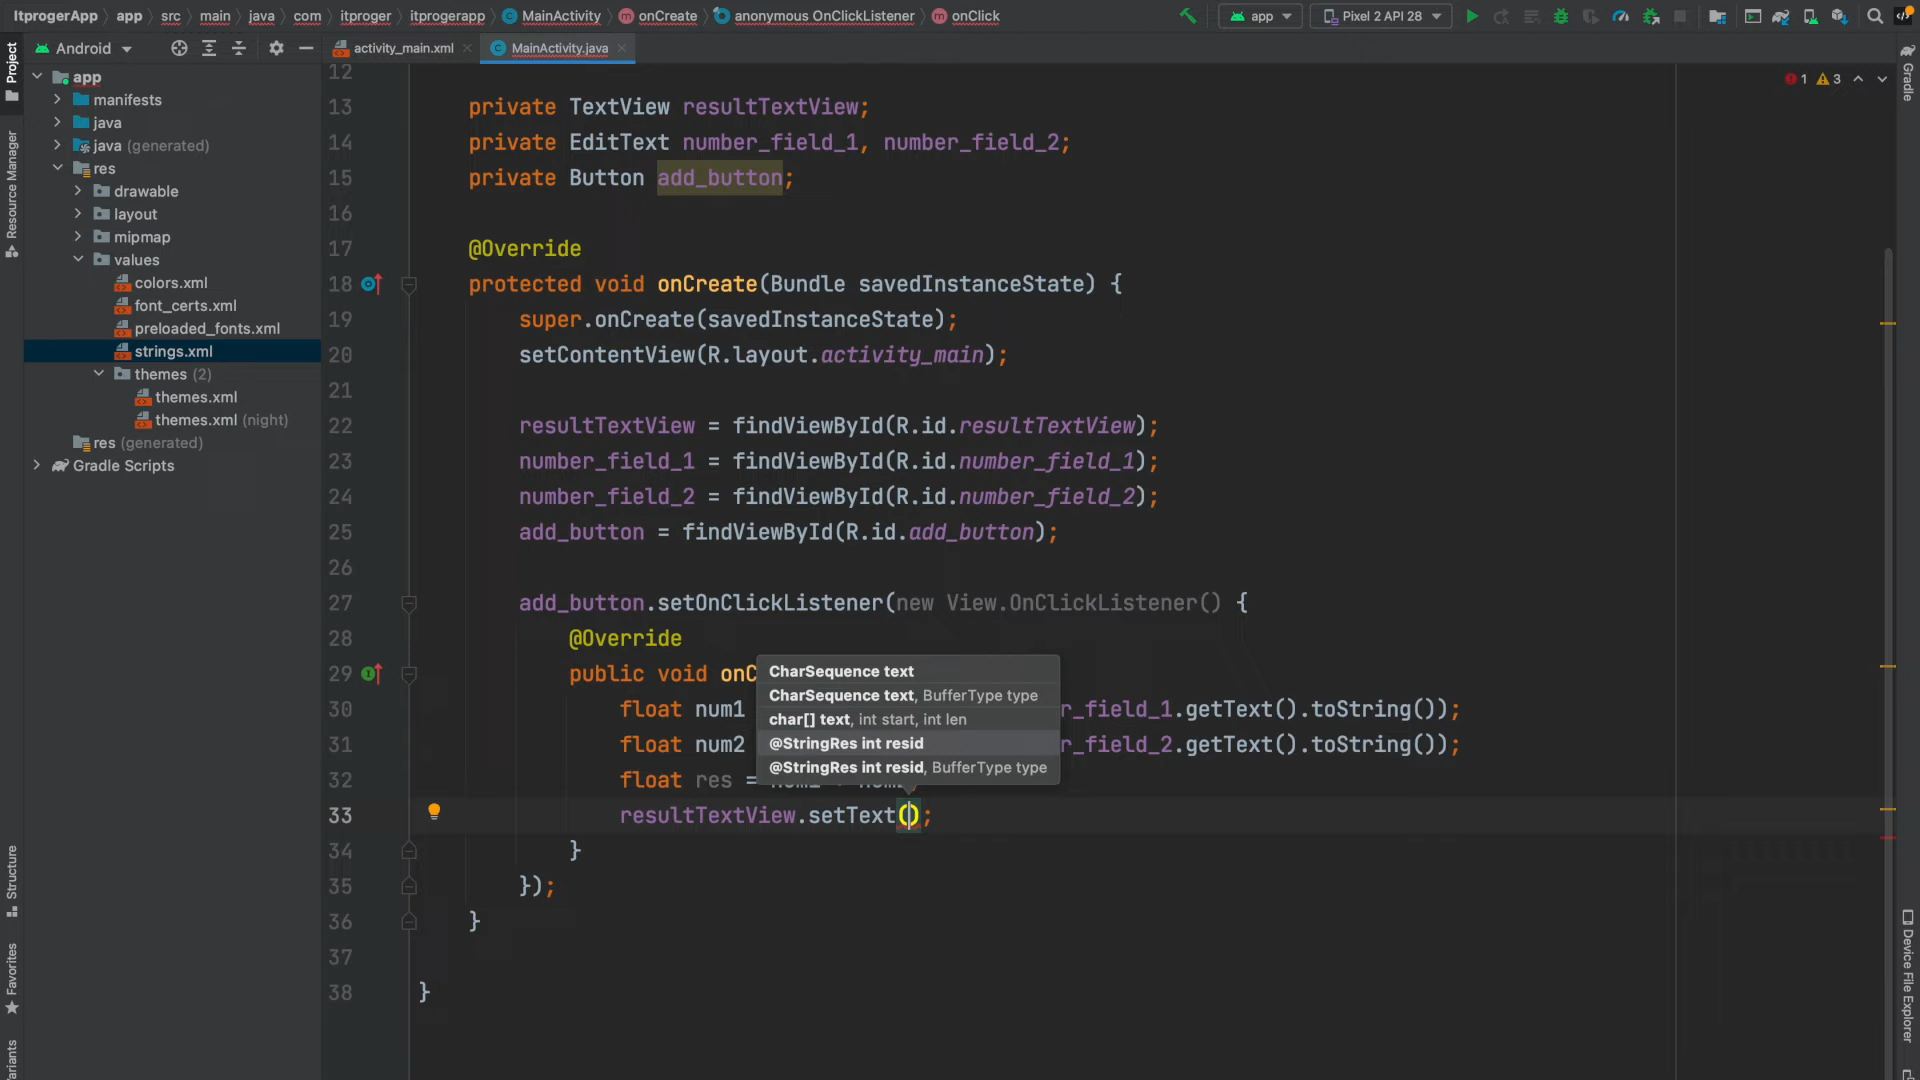 ItprogerApp › app › src › main › java › com › itproger › itprogerapp › MainActivity › onCreate › anonymous OnClickListener › onClick
app
Pixel 2 API 28
Android
activity_main.xml
MainActivity.java
Project
Resource Manager
Structure
Favorites
Gradle
Device File Explorer
app
manifests
java
java (generated)
res
drawable
layout
mipmap
values
colors.xml
font_certs.xml
preloaded_fonts.xml
strings.xml
themes (2)
themes.xml
themes.xml (night)
res (generated)
Gradle Scripts
1 3
12
13 private TextView resultTextView;
14 private EditText number_field_1, number_field_2;
15 private Button add_button;
16
17 @Override
18 protected void onCreate(Bundle savedInstanceState) {
19 super.onCreate(savedInstanceState);
20 setContentView(R.layout.activity_main);
21
22 resultTextView = findViewById(R.id.resultTextView);
23 number_field_1 = findViewById(R.id.number_field_1);
24 number_field_2 = findViewById(R.id.number_field_2);
25 add_button = findViewById(R.id.add_button);
26
27 add_button.setOnClickListener(new View.OnClickListener() {
28 @Override
29 public void onC
CharSequence text
CharSequence text, BufferType type
char[] text, int start, int len
@StringRes int resid
@StringRes int resid, BufferType type
30 float num1 r_field_1.getText().toString());
31 float num2 r_field_2.getText().toString());
32 float res =
33 resultTextView.setText();
34 }
35 });
36 }
37
38 }